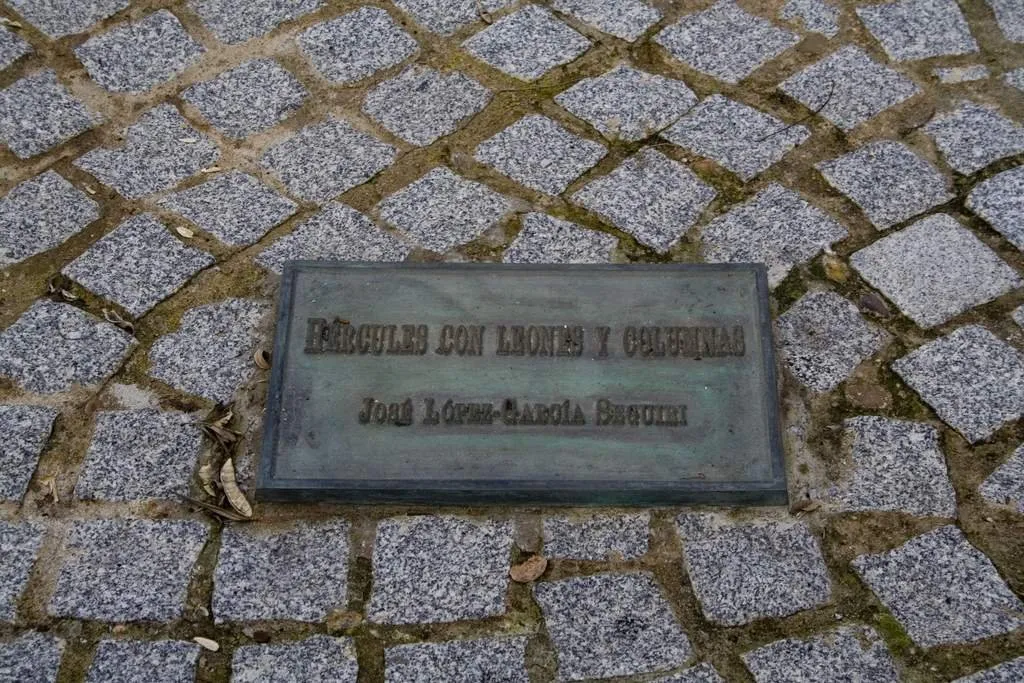 HÉRCULES CON LEONES Y COLUMNAS
JOSÉ LÓPEZ-GARCÍA SEGUIRI